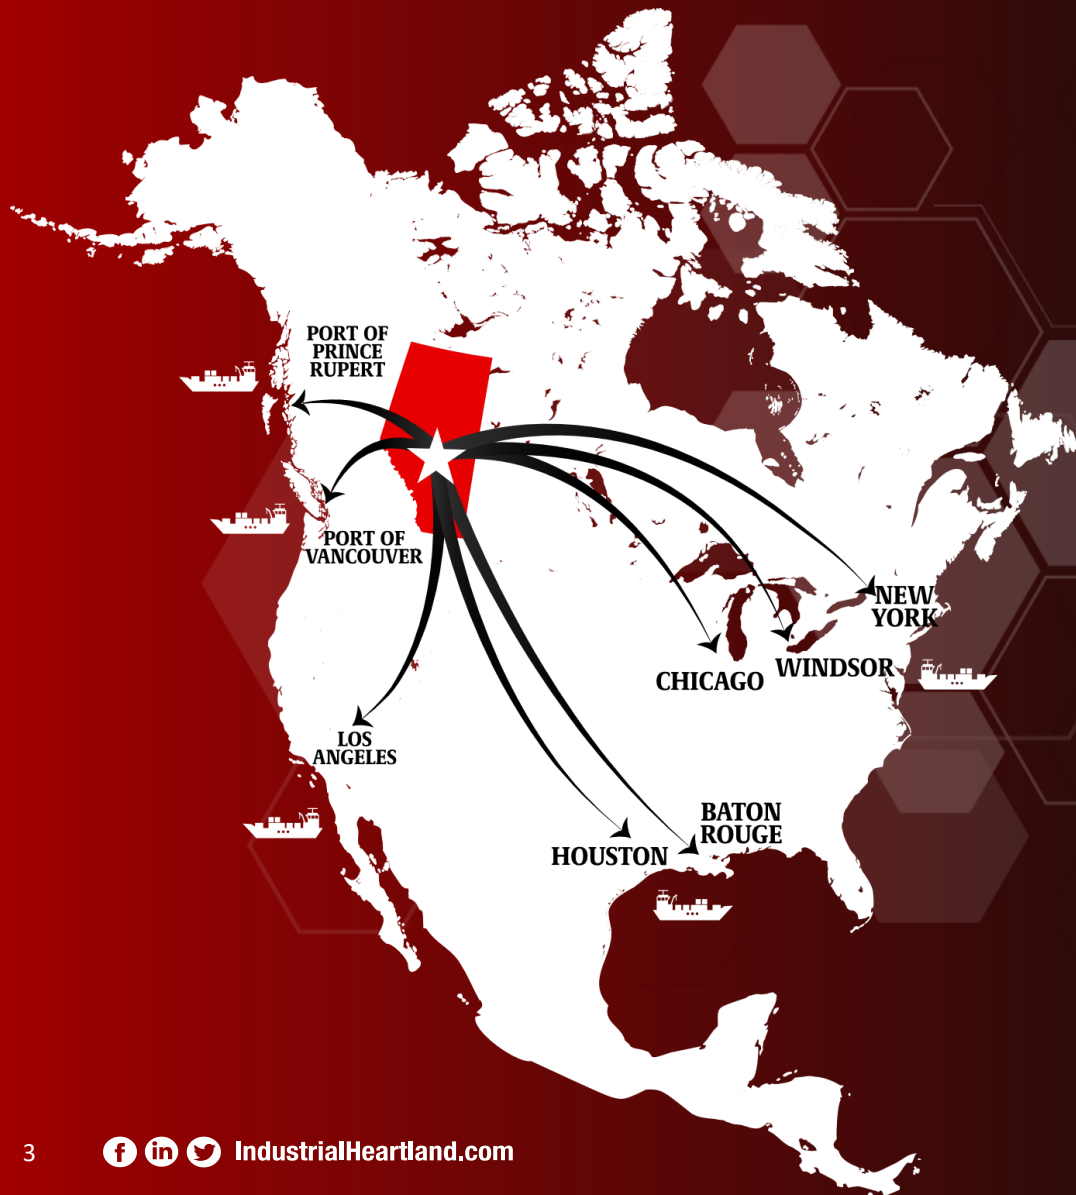 PORT OF
PRINCE
RUPERT
PORT OF
VANCOUVER
NEW
YORK
CHICAGO
WINDSOR
LOS
ANGELES
BATON
ROUGE
HOUSTON
3
f in IndustrialHeartland.com